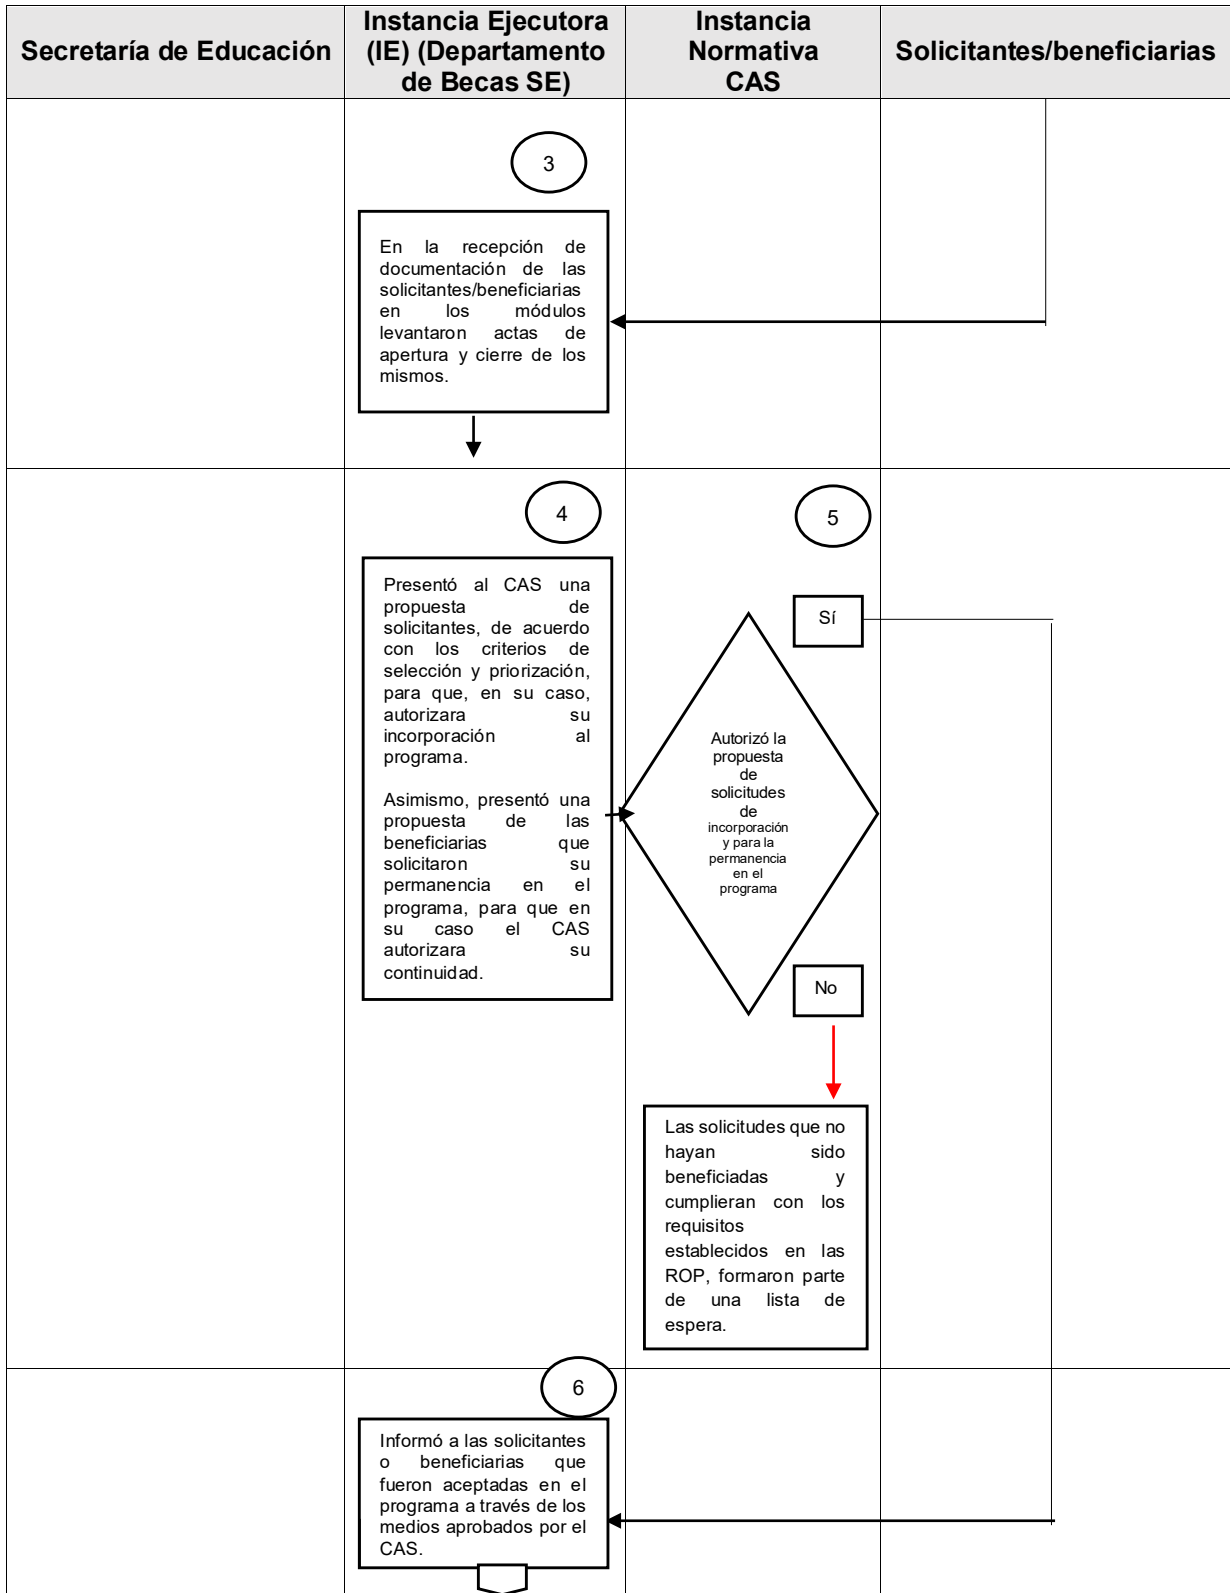 Secretaría de Educación
Instancia Ejecutora
(IE) (Departamento
de Becas SE)
Instancia
Normativa
CAS
Solicitantes/beneficiarias
3
En la recepción de
documentación de las
solicitantes/beneficiarias
en los módulos
levantaron actas de
apertura y cierre de los
mismos.
4
Presentó al CAS una
propuesta de
solicitantes, de acuerdo
con los criterios de
selección y priorización,
para que, en su caso,
autorizara su
incorporación al
programa.
Asimismo, presentó una
propuesta de las
beneficiarias que
solicitaron su
permanencia en el
programa, para que en
su caso el CAS
autorizara su
continuidad.
5
Sí
Autorizó la
propuesta
de
solicitudes
de
incorporación
y para la
permanencia
en el
programa
No
Las solicitudes que no
hayan sido
beneficiadas y
cumplieran con los
requisitos
establecidos en las
ROP, formaron parte
de una lista de
espera.
6
Informó a las solicitantes
o beneficiarias que
fueron aceptadas en el
programa a través de los
medios aprobados por el
CAS.